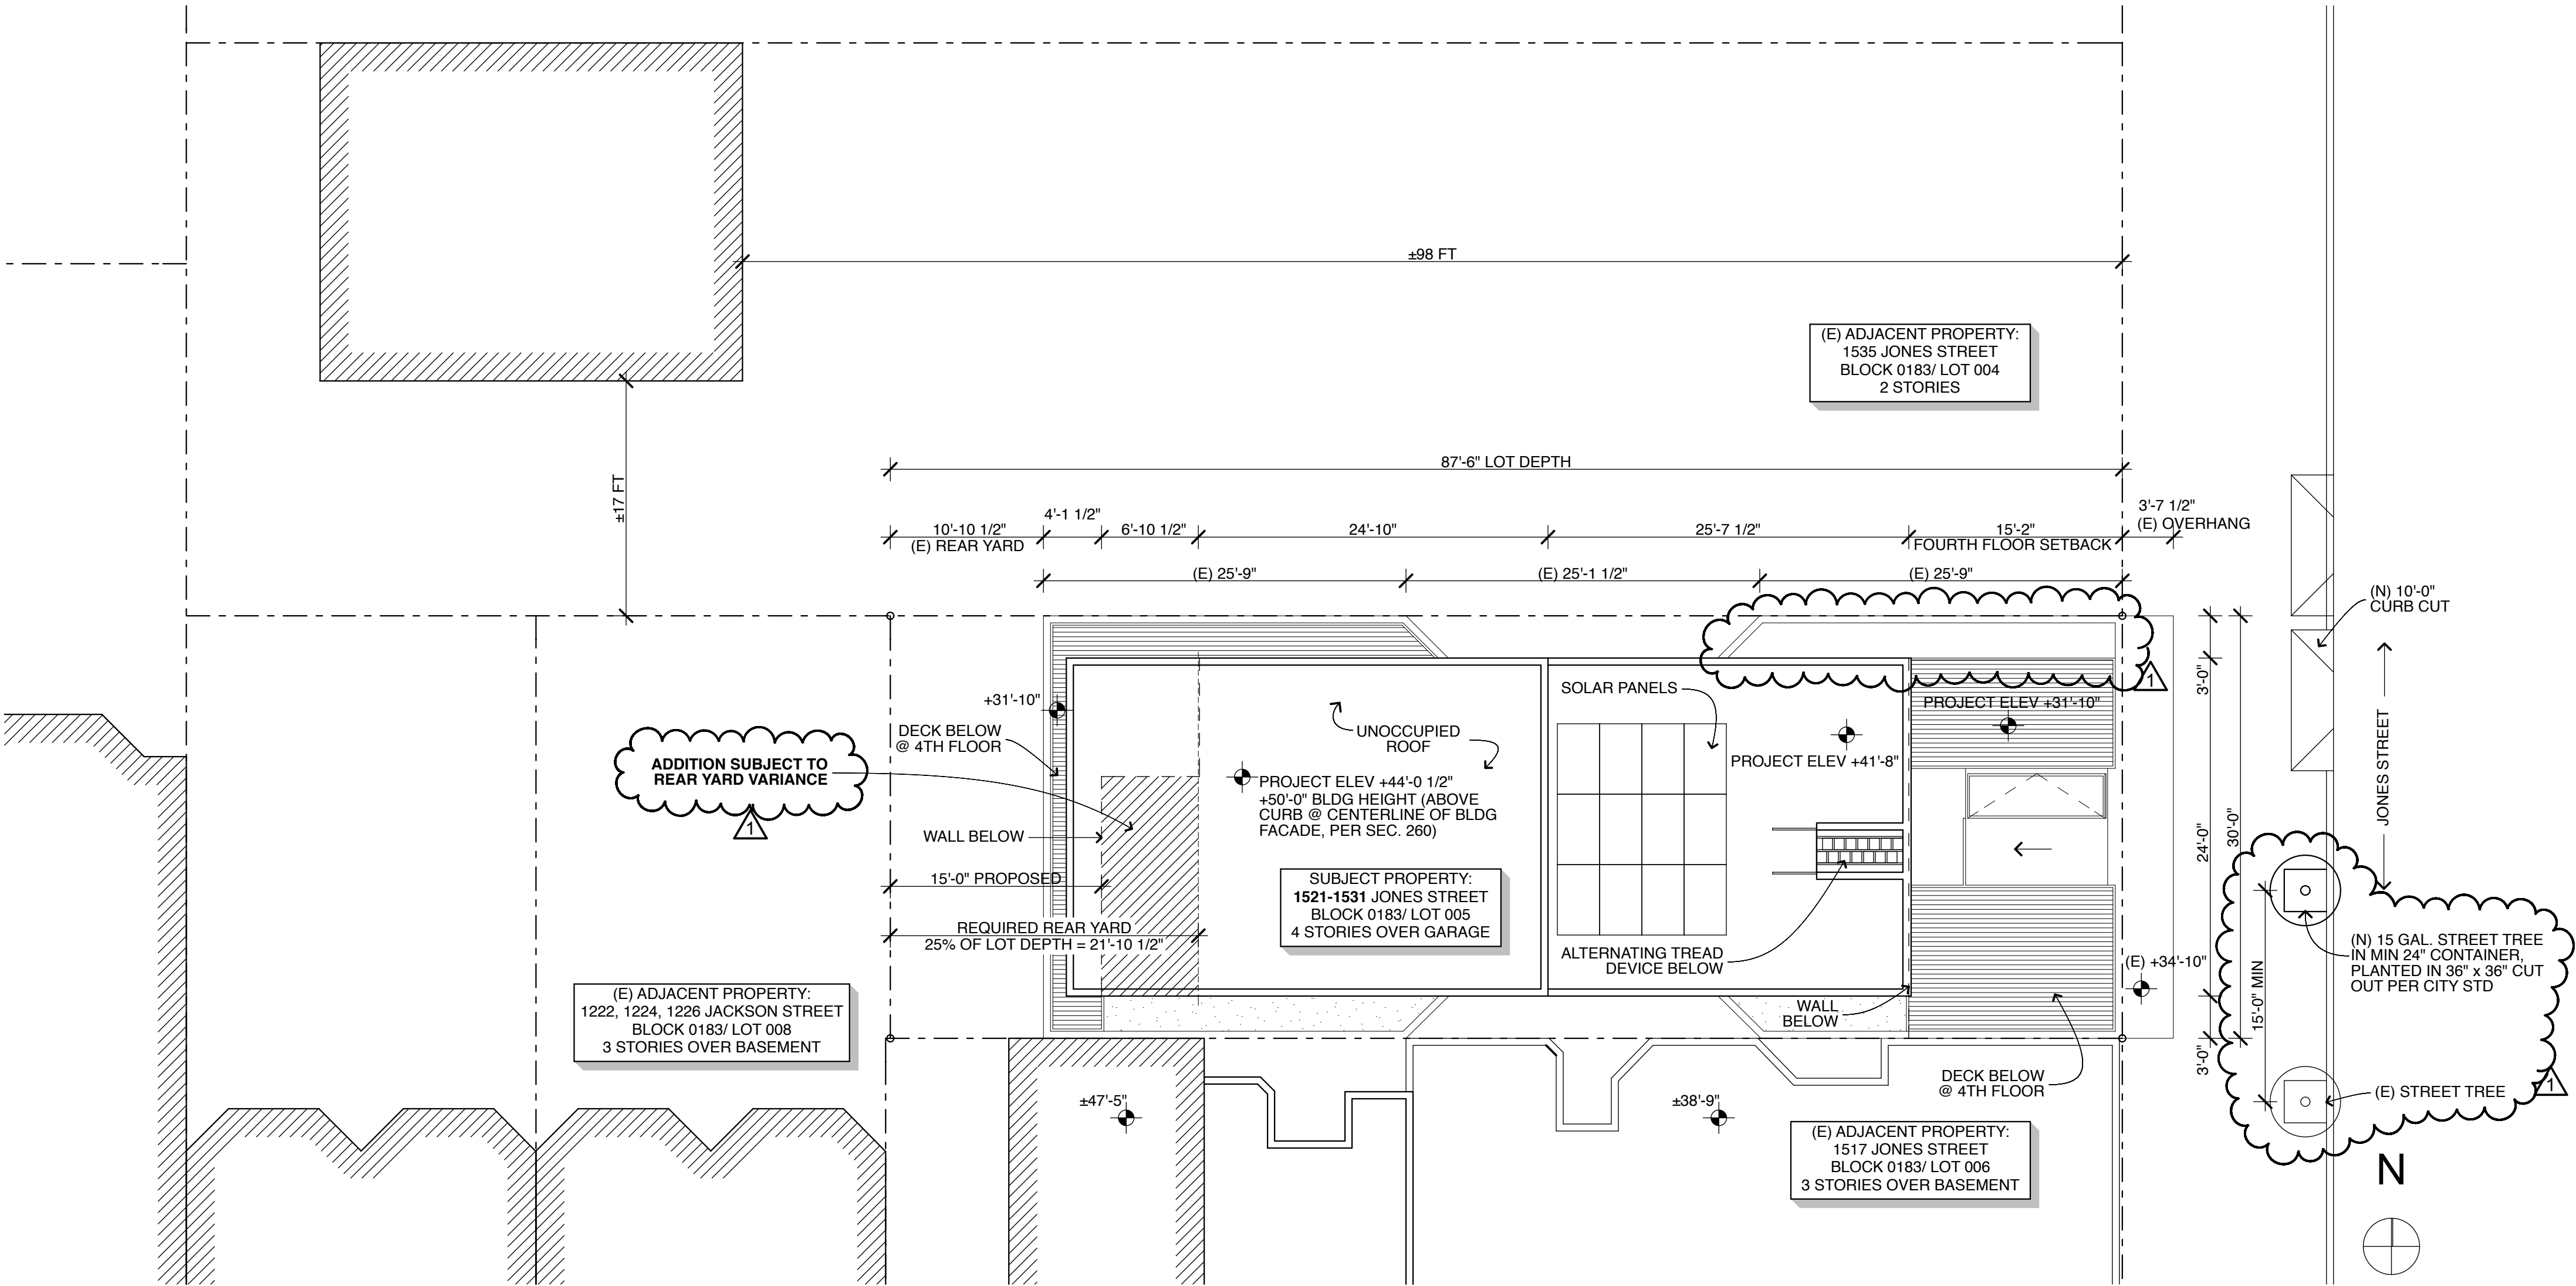 ±98 FT
(E) ADJACENT PROPERTY:
1535 JONES STREET
BLOCK 0183/ LOT 004
2 STORIES
±17 FT
87'-6" LOT DEPTH
10'-10 1/2"
(E) REAR YARD
4'-1 1/2"
6'-10 1/2"
24'-10"
25'-7 1/2"
15'-2"
FOURTH FLOOR SETBACK
3'-7 1/2"
(E) OVERHANG
(E) 25'-9"
(E) 25'-1 1/2"
(E) 25'-9"
(N) 10'-0"
CURB CUT
1
3'-0"
24'-0"
30'-0"
3'-0"
JONES STREET
+31'-10"
DECK BELOW
@ 4TH FLOOR
ADDITION SUBJECT TO
REAR YARD VARIANCE
1
WALL BELOW
15'-0" PROPOSED
REQUIRED REAR YARD
25% OF LOT DEPTH = 21'-10 1/2"
UNOCCUPIED
ROOF
PROJECT ELEV +44'-0 1/2"
+50'-0" BLDG HEIGHT (ABOVE
CURB @ CENTERLINE OF BLDG
FACADE, PER SEC. 260)
SUBJECT PROPERTY:
1521-1531 JONES STREET
BLOCK 0183/ LOT 005
4 STORIES OVER GARAGE
SOLAR PANELS
PROJECT ELEV +41'-8"
PROJECT ELEV +31'-10"
ALTERNATING TREAD
DEVICE BELOW
WALL
BELOW
(E) +34'-10"
15'-0" MIN
(N) 15 GAL. STREET TREE
IN MIN 24" CONTAINER,
PLANTED IN 36" x 36" CUT
OUT PER CITY STD
(E) STREET TREE
1
(E) ADJACENT PROPERTY:
1222, 1224, 1226 JACKSON STREET
BLOCK 0183/ LOT 008
3 STORIES OVER BASEMENT
±47'-5"
±38'-9"
DECK BELOW
@ 4TH FLOOR
(E) ADJACENT PROPERTY:
1517 JONES STREET
BLOCK 0183/ LOT 006
3 STORIES OVER BASEMENT
N